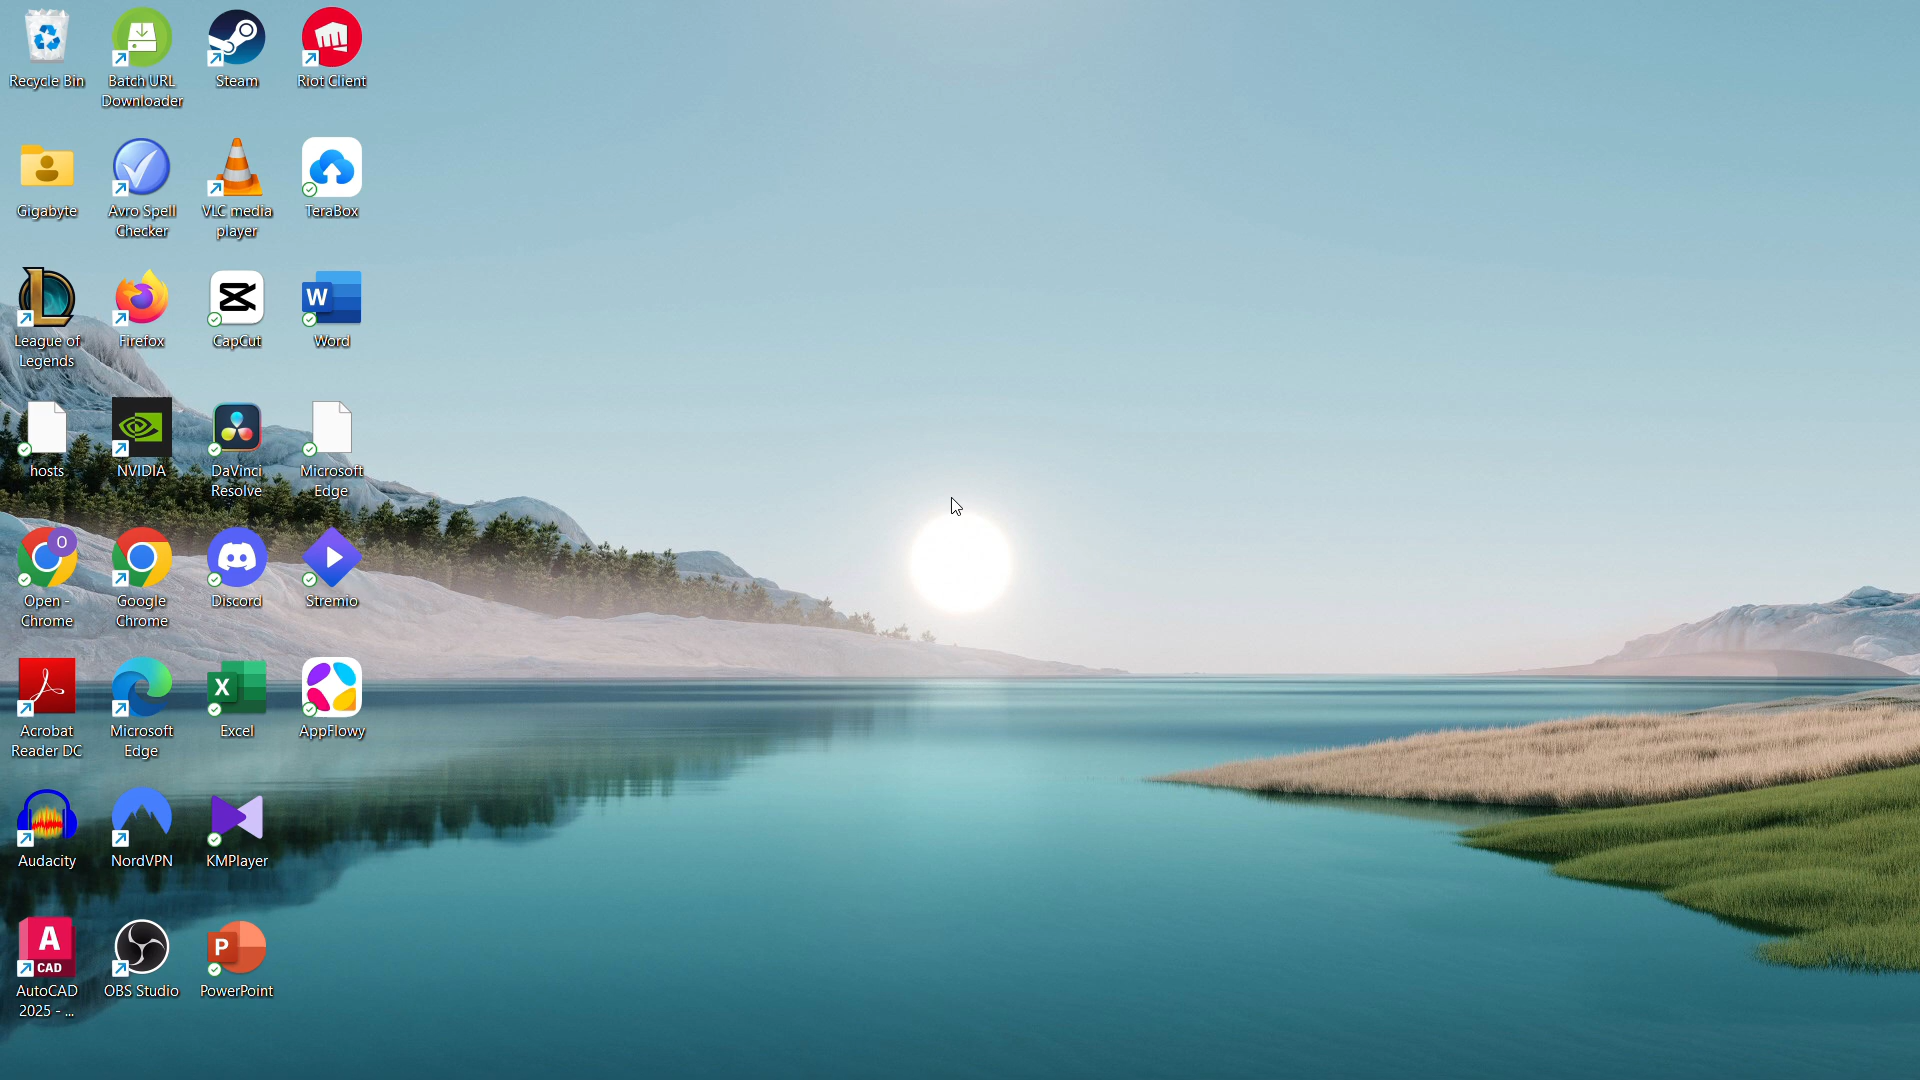 Recycle Bin
Batch URL
Downloader
Steam
Riot Client
Gigabyte
Avro Spell
Checker
VLC media
player
TeraBox
League of
Legends
Firefox
CapCut
W
Word
hosts
NVIDIA
DaVinci
Resolve
Microsoft
Edge
O
Open -
Chrome
Google
Chrome
Discord
Stremio
Acrobat
Reader DC
Microsoft
Edge
X
Excel
AppFlowy
Audacity
NordVPN
KMPlayer
A
CAD
AutoCAD
2025 - ...
OBS Studio
P
PowerPoint